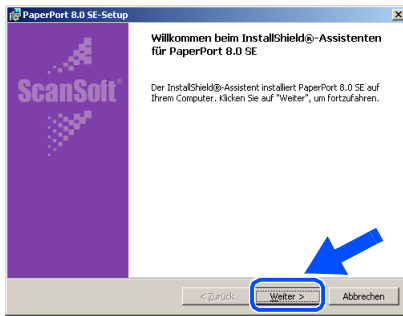 PaperPort 8.0 SE-Setup
Willkommen beim InstallShield®-Assistenten
für PaperPort 8.0 SE
ScanSoft®
Der InstallShield®-Assistent installiert PaperPort 8.0 SE auf
Ihrem Computer. Klicken Sie auf "Weiter", um fortzufahren.
< Zurück Weiter > Abbrechen